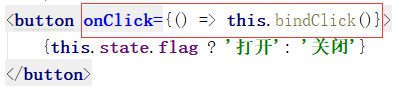 <button onClick={() => this.bindClick()}>
{this.state.flag ? '打开': '关闭'}
</button>